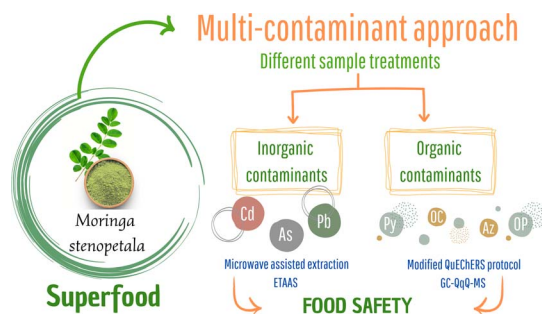 Multi-contaminant approach
Different sample treatments
Inorganic
contaminants
Organic
contaminants
Moringa
stenopetala
Cd
As
Pb
Py
OC
Az
OP
Microwave assisted extraction
ETAAS
Modified QuEChERS protocol
GC-QqQ-MS
Superfood
FOOD SAFETY